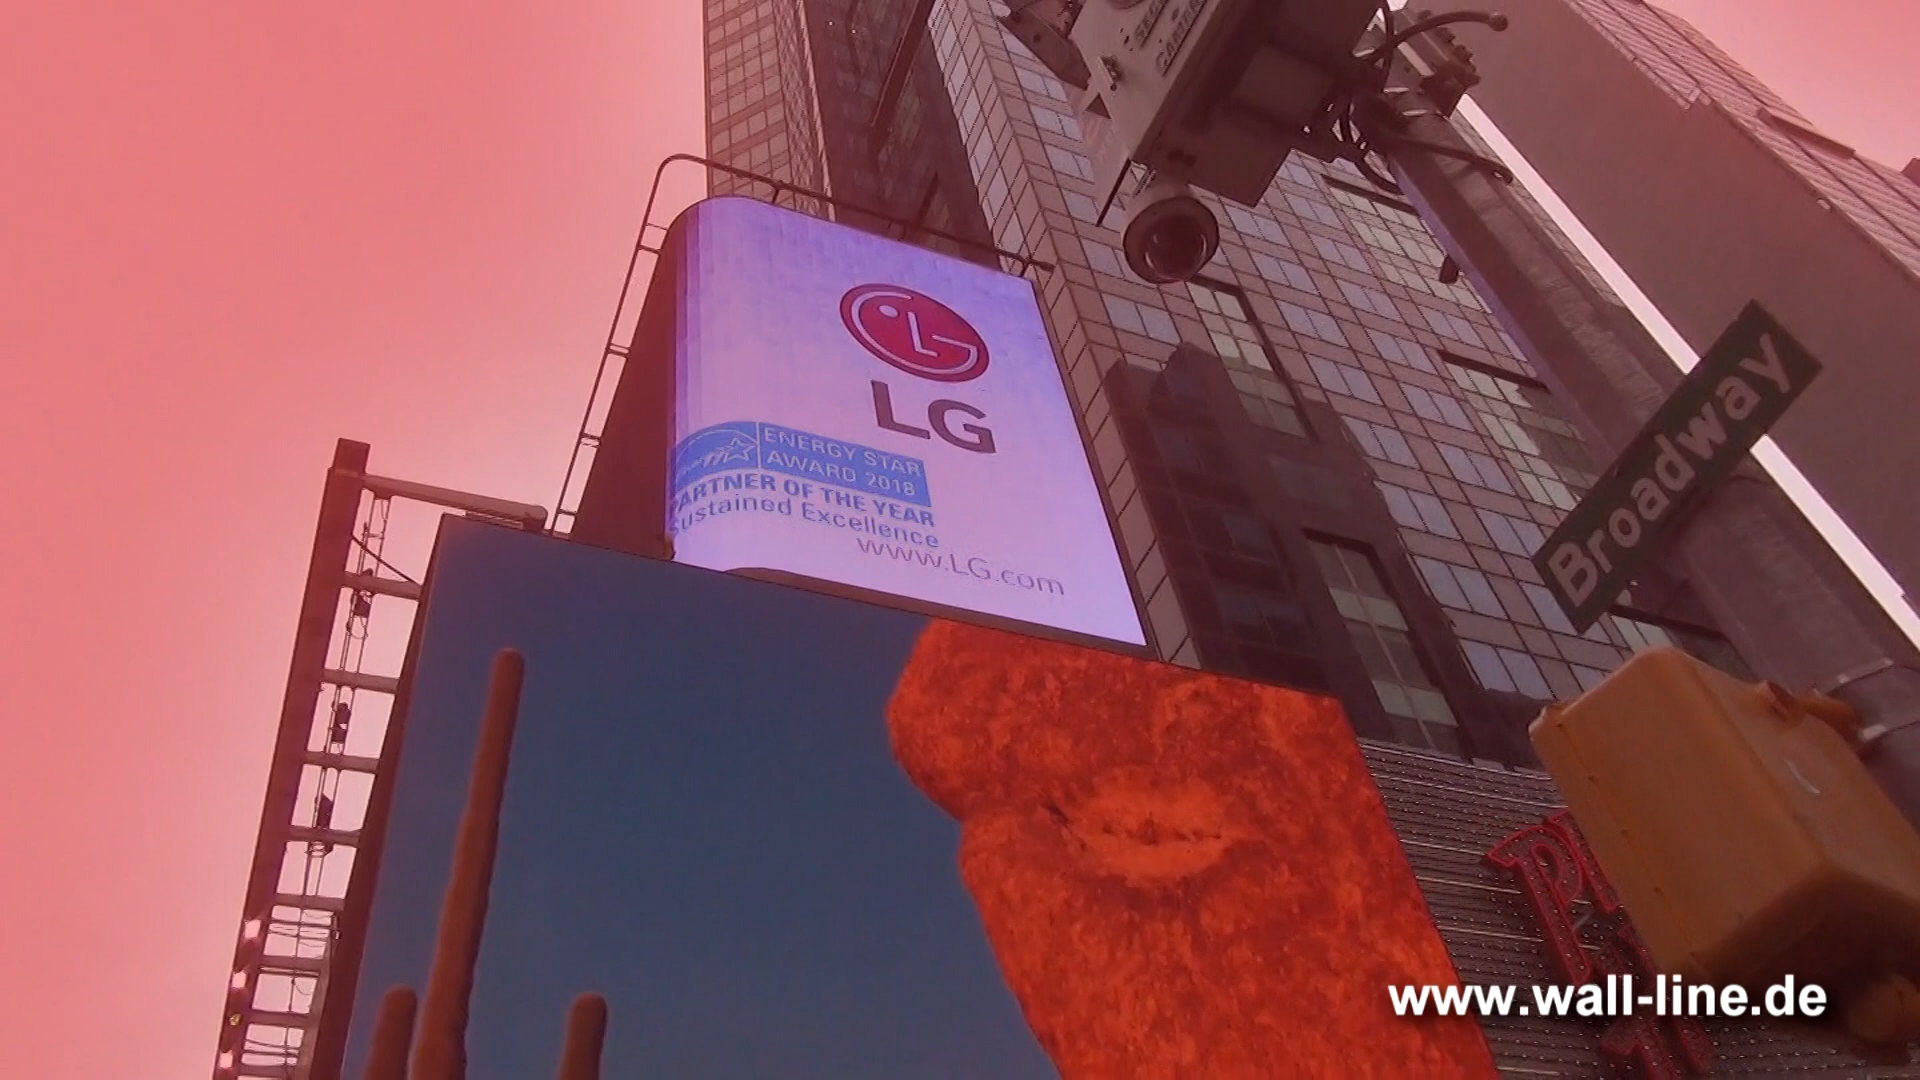 LG
ENERGY STAR
AWARD 2018
PARTNER OF THE YEAR
Sustained Excellence
www.LG.com
Broadway
www.wall-line.de